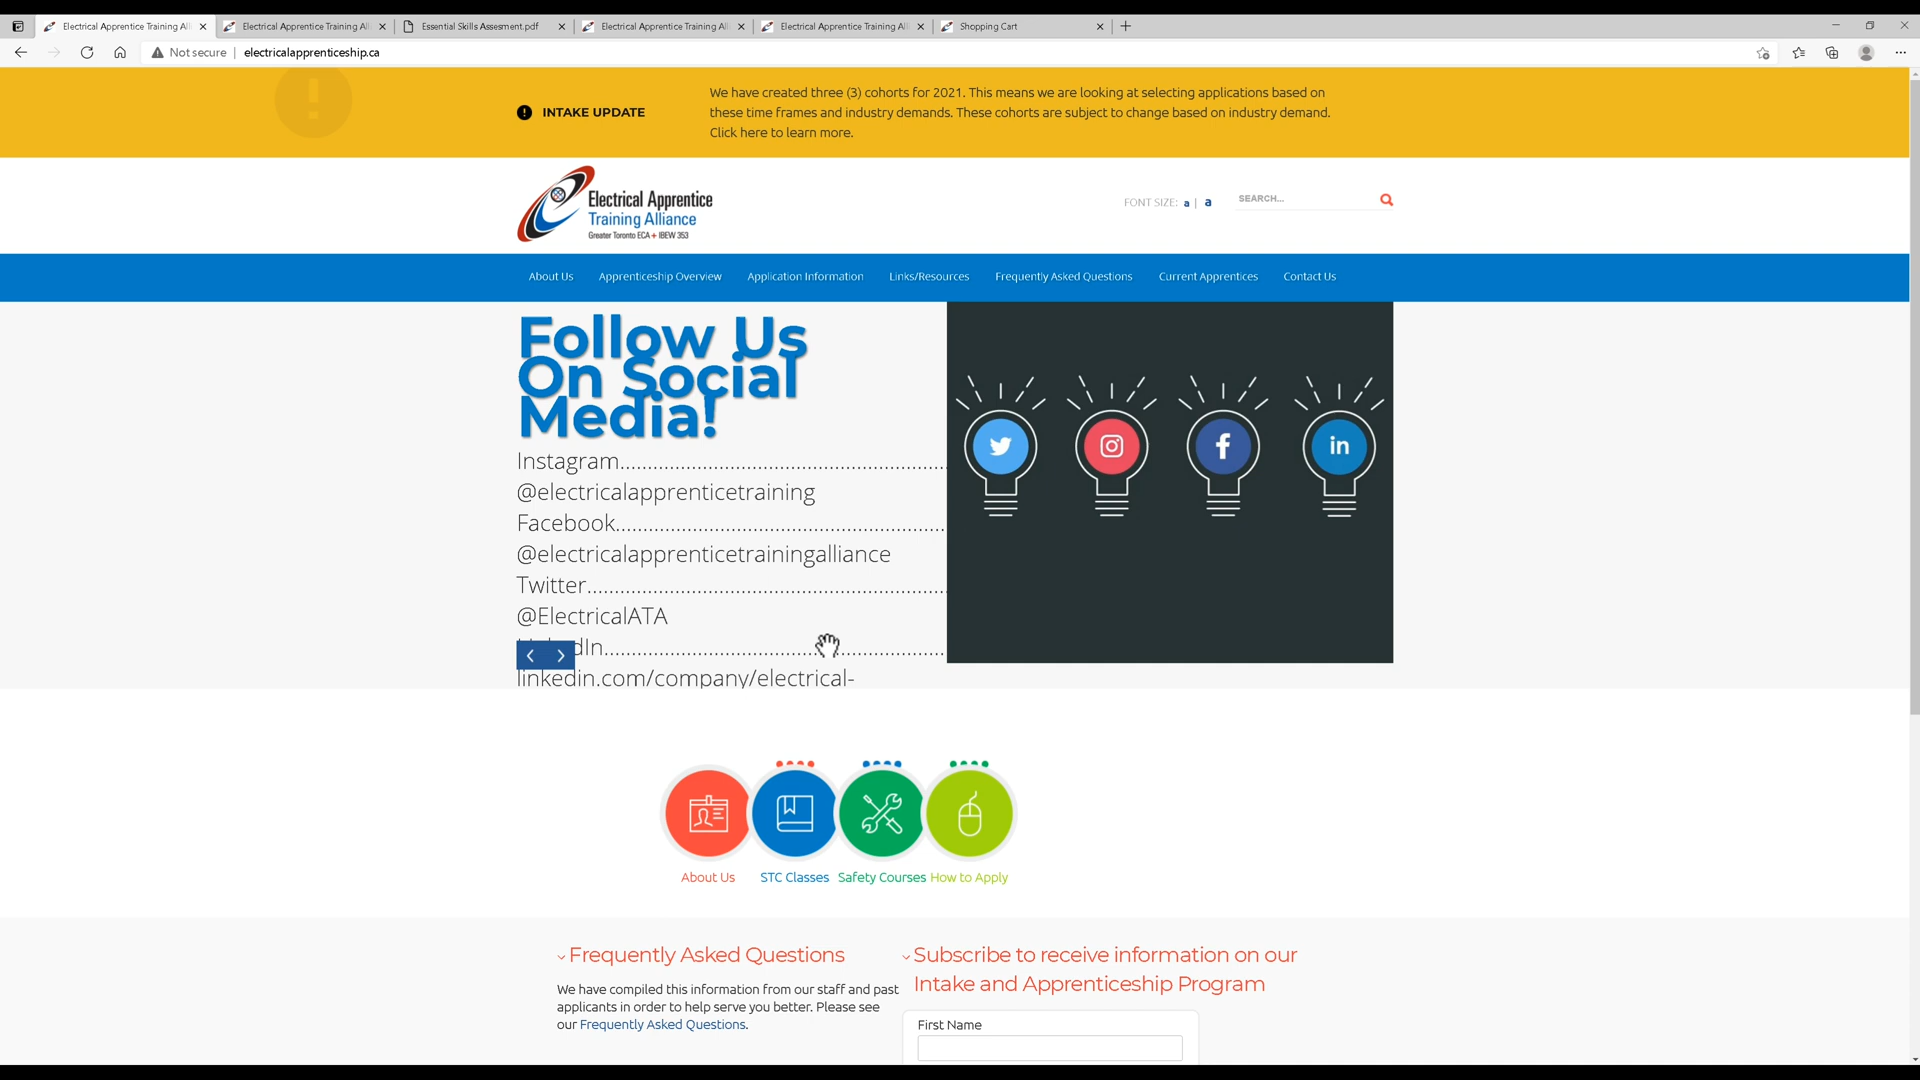 Electrical Apprentice Training Al
Electrical Apprentice Training All
Essential Skills Assesment.pdf
Electrical Apprentice Training Al
Electrical Apprentice Training Al
Shopping Cart
Not secure
electricalapprenticeship.ca
INTAKE UPDATE
We have created three (3) cohorts for 2021. This means we are looking at selecting applications based on
these time frames and industry demands. These cohorts are subject to change based on industry demand.
Click here to learn more.
Electrical Apprentice
Training Alliance
Greater Toronto ECA + IBEW 353
FONT SIZE: a | a
SEARCH...
About Us
Apprenticeship Overview
Application Information
Links/Resources
Frequently Asked Questions
Current Apprentices
Contact Us
Follow Us
On Social
Media!
Instagram............................................................
@electricalapprenticetraining
Facebook............................................................
@electricalapprenticetrainingalliance
Twitter.................................................................
@ElectricalATA
dIn..............................................................
linkedin.com/company/electrical-
f
in
About Us
STC Classes
Safety Courses
How to Apply
Frequently Asked Questions
We have compiled this information from our staff and past
applicants in order to help serve you better. Please see
our Frequently Asked Questions.
Subscribe to receive information on our
Intake and Apprenticeship Program
First Name